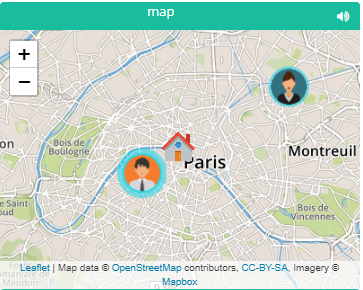 map
+
−
Bois de
Boulogne
Paris
Montreuil
Bois de
Vincennes
Leaflet | Map data © OpenStreetMap contributors, CC-BY-SA, Imagery ©
Mapbox